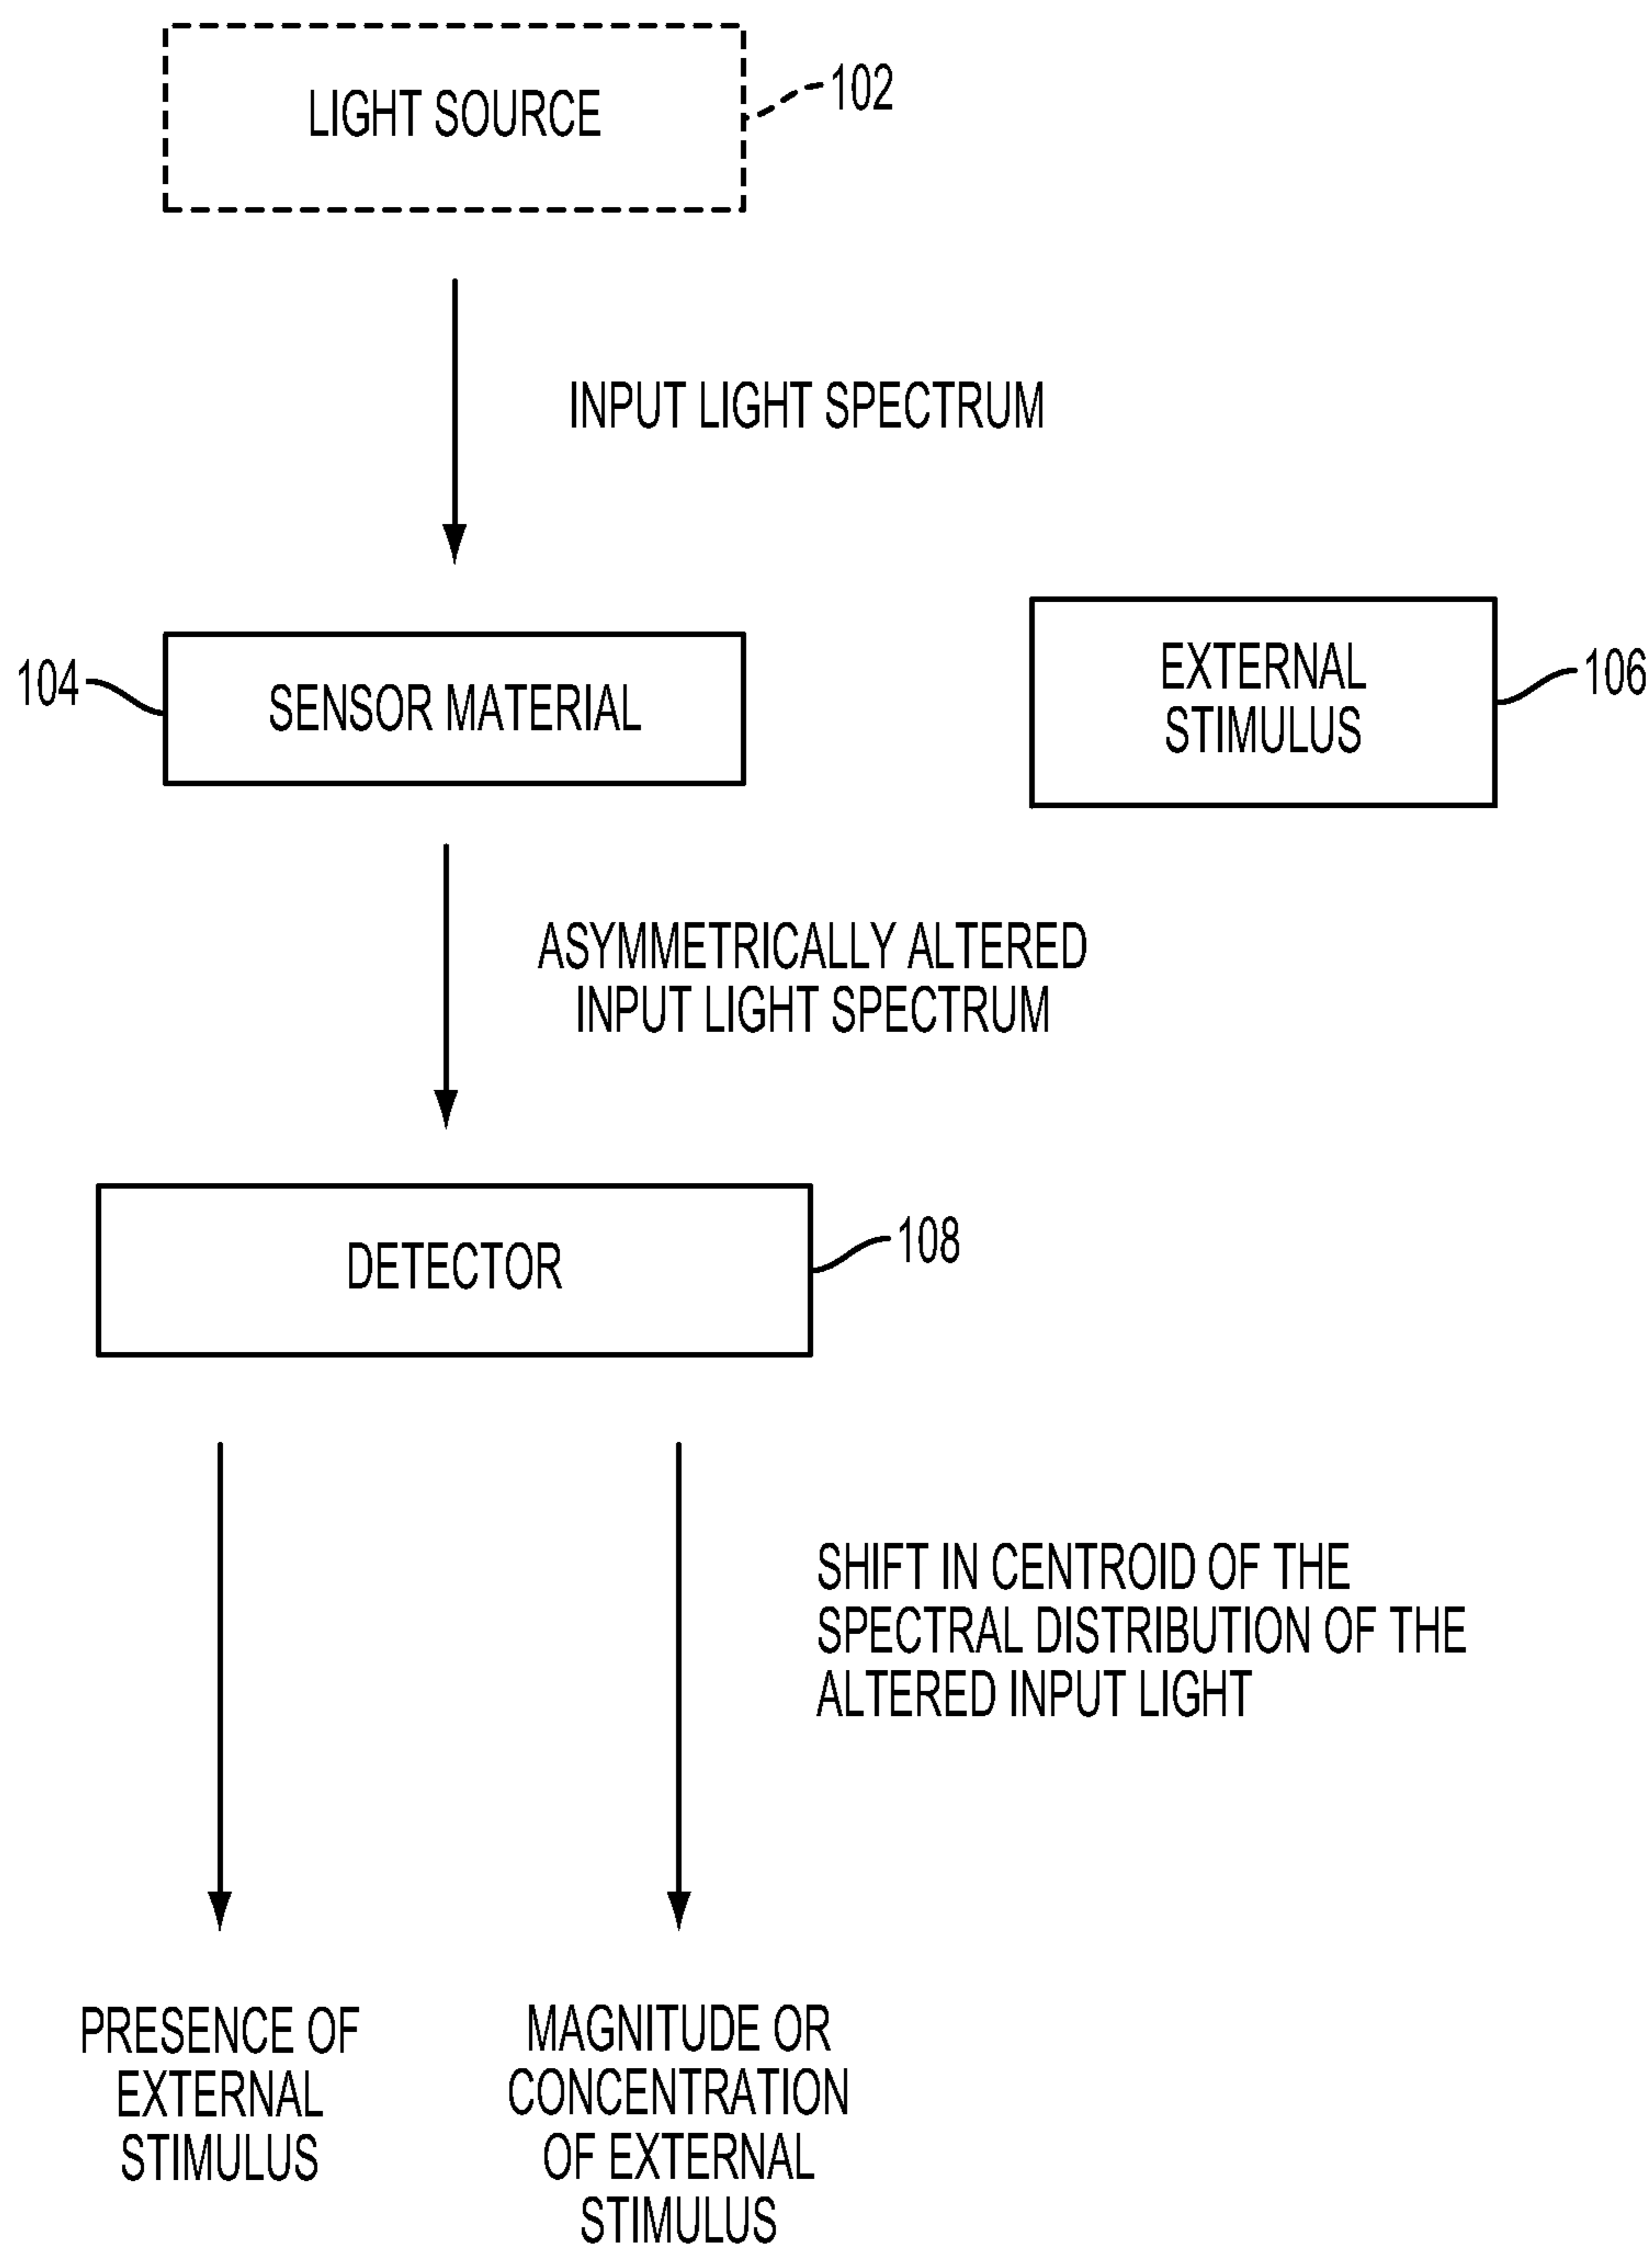 LIGHT SOURCE
102
INPUT LIGHT SPECTRUM
104
SENSOR MATERIAL
EXTERNAL
STIMULUS
106
ASYMMETRICALLY ALTERED
INPUT LIGHT SPECTRUM
DETECTOR
108
SHIFT IN CENTROID OF THE
SPECTRAL DISTRIBUTION OF THE
ALTERED INPUT LIGHT
PRESENCE OF
EXTERNAL
STIMULUS
MAGNITUDE OR
CONCENTRATION
OF EXTERNAL
STIMULUS